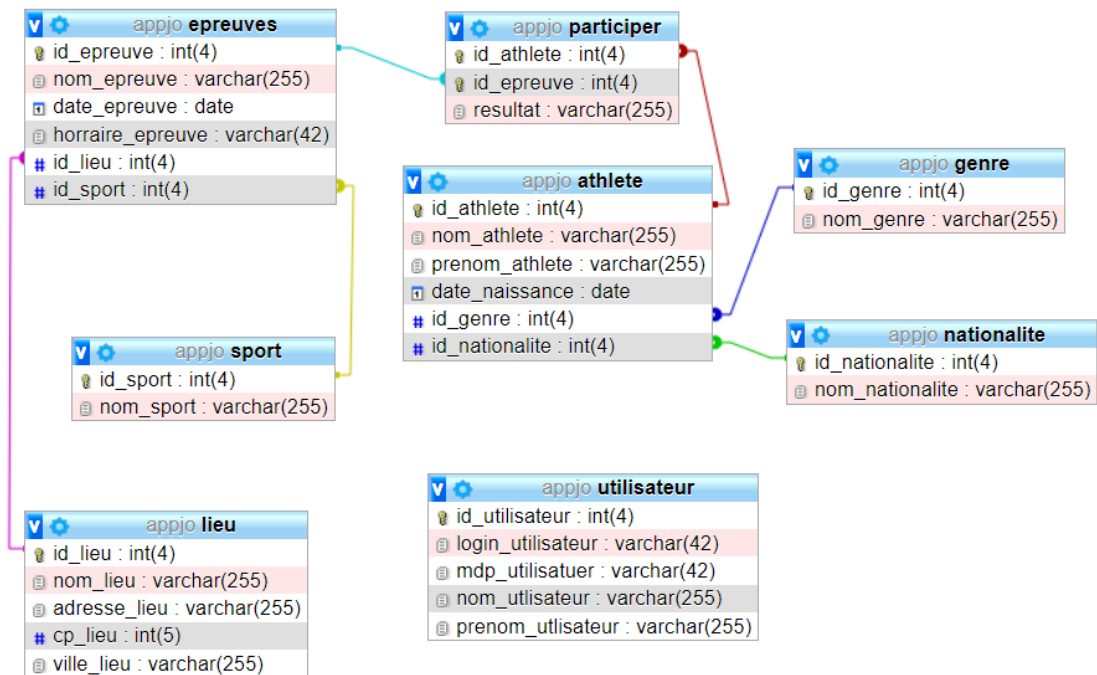 appjo epreuves
id_epreuve : int(4)
nom_epreuve : varchar(255)
date_epreuve : date
horraire_epreuve : varchar(42)
id_lieu : int(4)
id_sport : int(4)
appjo participer
id_athlete : int(4)
id_epreuve : int(4)
resultat : varchar(255)
appjo athlete
id_athlete : int(4)
nom_athlete : varchar(255)
prenom_athlete : varchar(255)
date_naissance : date
id_genre : int(4)
id_nationalite : int(4)
appjo genre
id_genre : int(4)
nom_genre : varchar(255)
appjo nationalite
id_nationalite : int(4)
nom_nationalite : varchar(255)
appjo sport
id_sport : int(4)
nom_sport : varchar(255)
appjo lieu
id_lieu : int(4)
nom_lieu : varchar(255)
adresse_lieu : varchar(255)
cp_lieu : int(5)
ville_lieu : varchar(255)
appjo utilisateur
id_utilisateur : int(4)
login_utilisateur : varchar(42)
mdp_utilisatuer : varchar(42)
nom_utlisateur : varchar(255)
prenom_utlisateur : varchar(255)